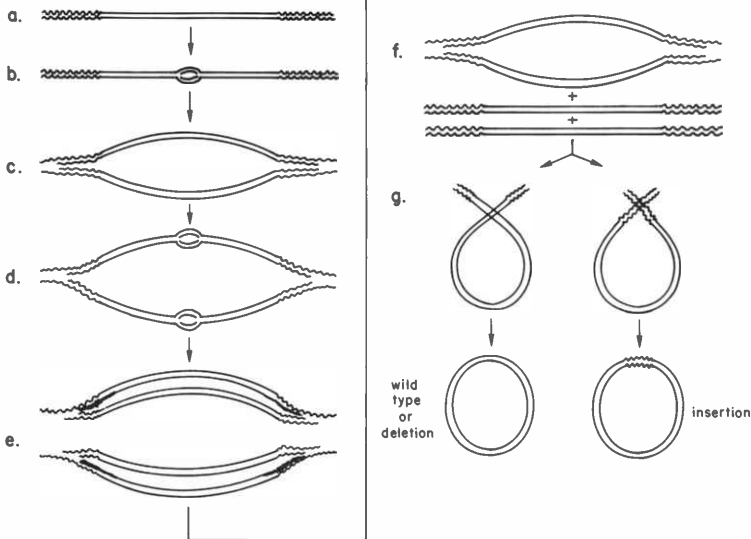 a.
b.
c.
d.
e.
f.
+
+
g.
wild
type
or
deletion
insertion